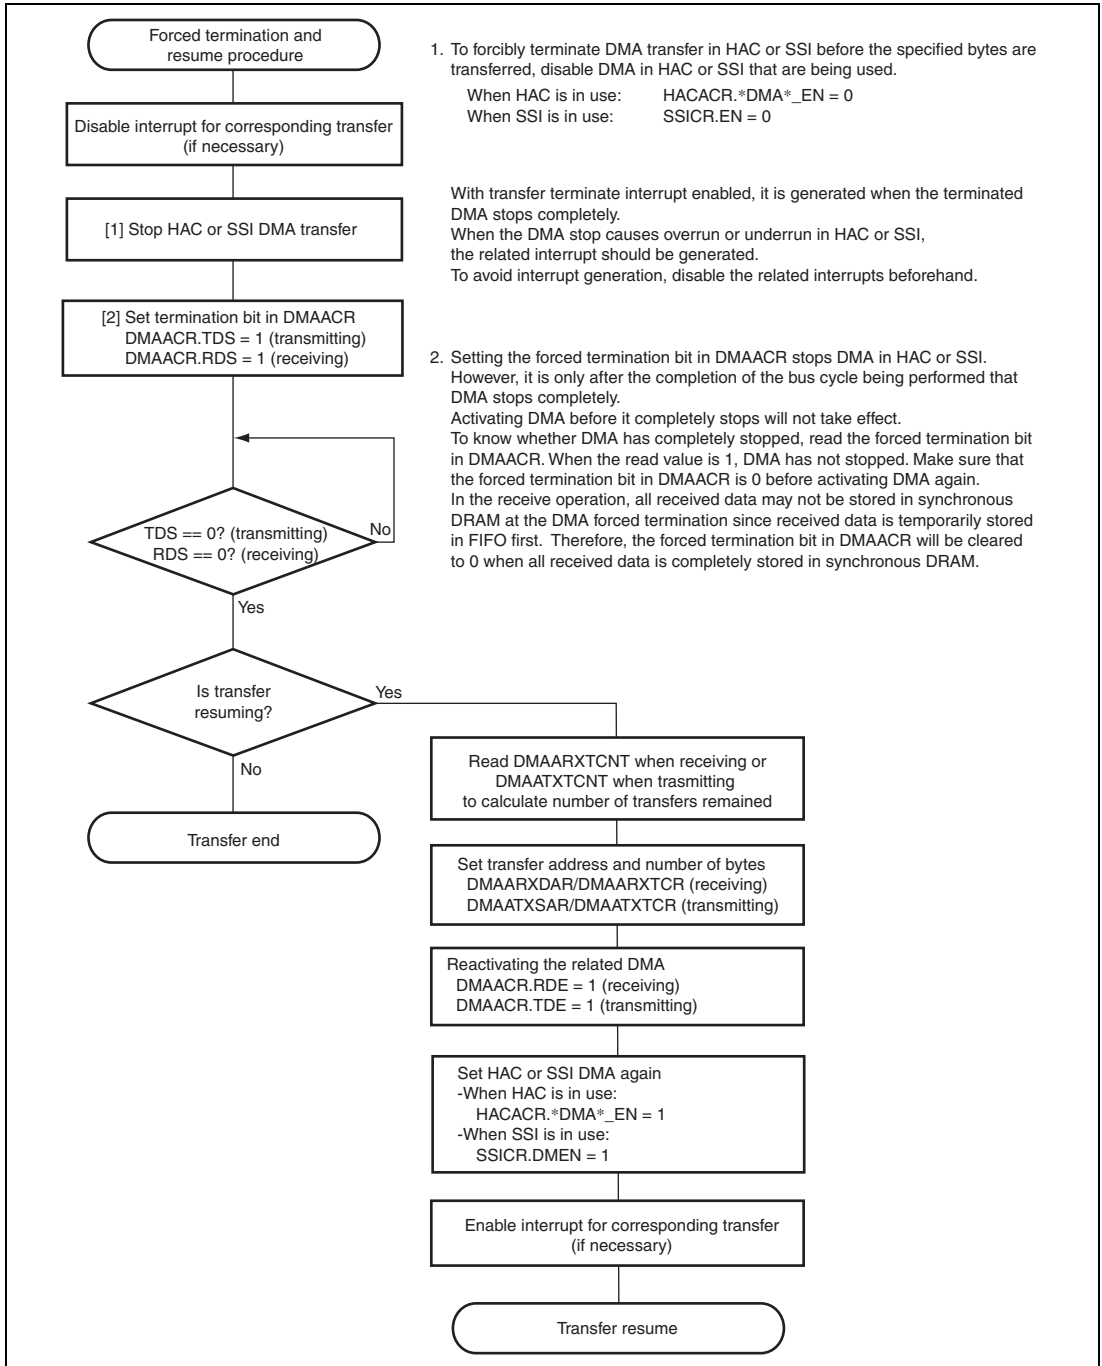 Forced termination and
resume procedure
Disable interrupt for corresponding transfer
(if necessary)
[1] Stop HAC or SSI DMA transfer
[2] Set termination bit in DMAACR
DMAACR.TDS = 1 (transmitting)
DMAACR.RDS = 1 (receiving)
TDS == 0? (transmitting)
RDS == 0? (receiving)
No
Yes
Is transfer
resuming?
Yes
No
Transfer end
1. To forcibly terminate DMA transfer in HAC or SSI before the specified bytes are
transferred, disable DMA in HAC or SSI that are being used.
When HAC is in use: HACACR.*DMA*_EN = 0
When SSI is in use: SSICR.EN = 0
With transfer terminate interrupt enabled, it is generated when the terminated
DMA stops completely.
When the DMA stop causes overrun or underrun in HAC or SSI,
the related interrupt should be generated.
To avoid interrupt generation, disable the related interrupts beforehand.
2. Setting the forced termination bit in DMAACR stops DMA in HAC or SSI.
However, it is only after the completion of the bus cycle being performed that
DMA stops completely.
Activating DMA before it completely stops will not take effect.
To know whether DMA has completely stopped, read the forced termination bit
in DMAACR. When the read value is 1, DMA has not stopped. Make sure that
the forced termination bit in DMAACR is 0 before activating DMA again.
In the receive operation, all received data may not be stored in synchronous
DRAM at the DMA forced termination since received data is temporarily stored
in FIFO first. Therefore, the forced termination bit in DMAACR will be cleared
to 0 when all received data is completely stored in synchronous DRAM.
Read DMAARXTCNT when receiving or
DMAATXTCNT when trasmitting
to calculate number of transfers remained
Set transfer address and number of bytes
DMAARXDAR/DMAARXTCR (receiving)
DMAATXSAR/DMAATXTCR (transmitting)
Reactivating the related DMA
DMAACR.RDE = 1 (receiving)
DMAACR.TDE = 1 (transmitting)
Set HAC or SSI DMA again
-When HAC is in use:
HACACR.*DMA*_EN = 1
-When SSI is in use:
SSICR.DMEN = 1
Enable interrupt for corresponding transfer
(if necessary)
Transfer resume